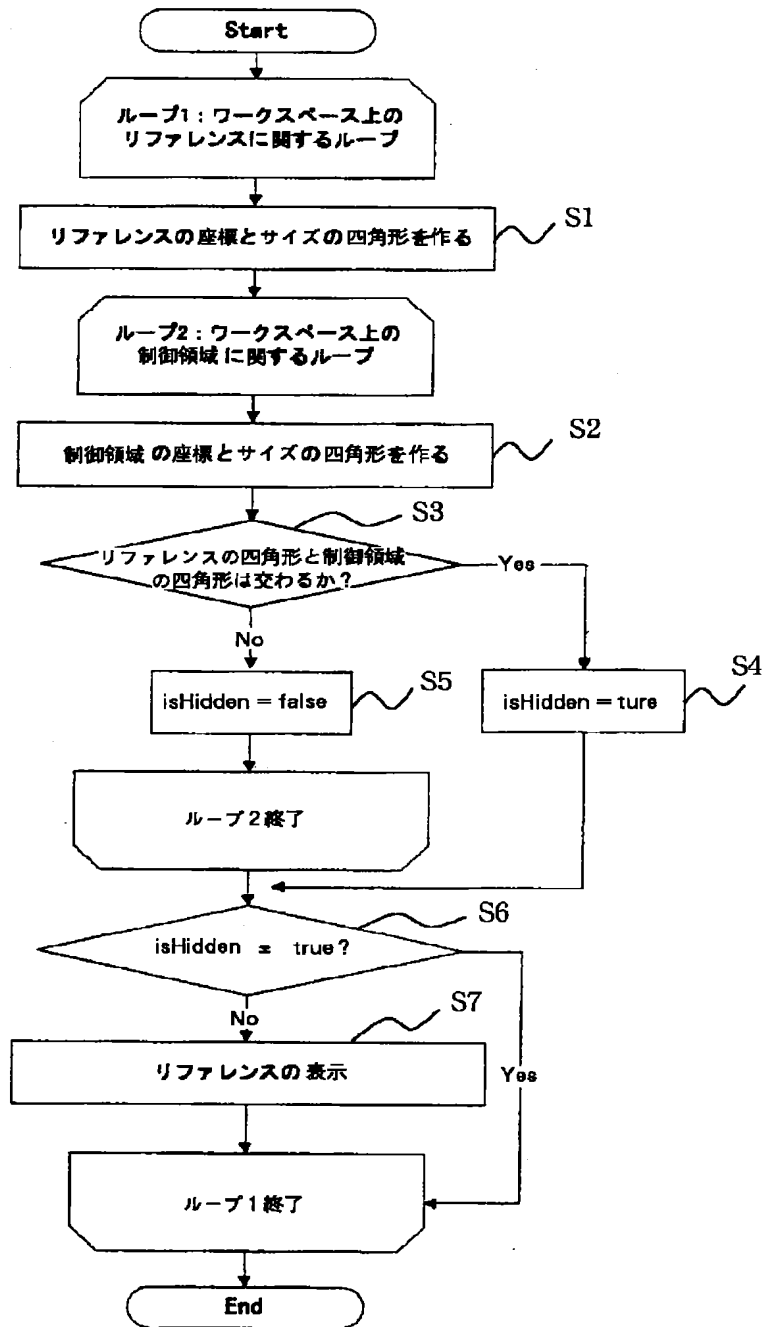 Start
ループ1：ワークスペース上の
リファレンスに関するループ
リファレンスの座標とサイズの四角形を作る
S1
ループ2：ワークスペース上の
制御領域に関するループ
制御領域の座標とサイズの四角形を作る
S2
S3
リファレンスの四角形と制御領域
の四角形は交わるか？
Yes
No
isHidden = false
S5
isHidden = ture
S4
ループ２終了
S6
isHidden = true?
No
S7
リファレンスの表示
Yes
ループ１終了
End